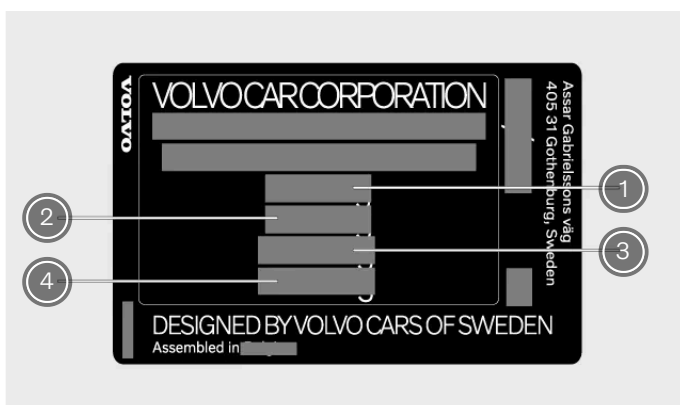 VOLVO
VOLVO CAR CORPORATION
Assar Gabrielssons väg
405 31 Gothenburg, Sweden
1
2
3
4
DESIGNED BY VOLVO CARS OF SWEDEN
Assembled in